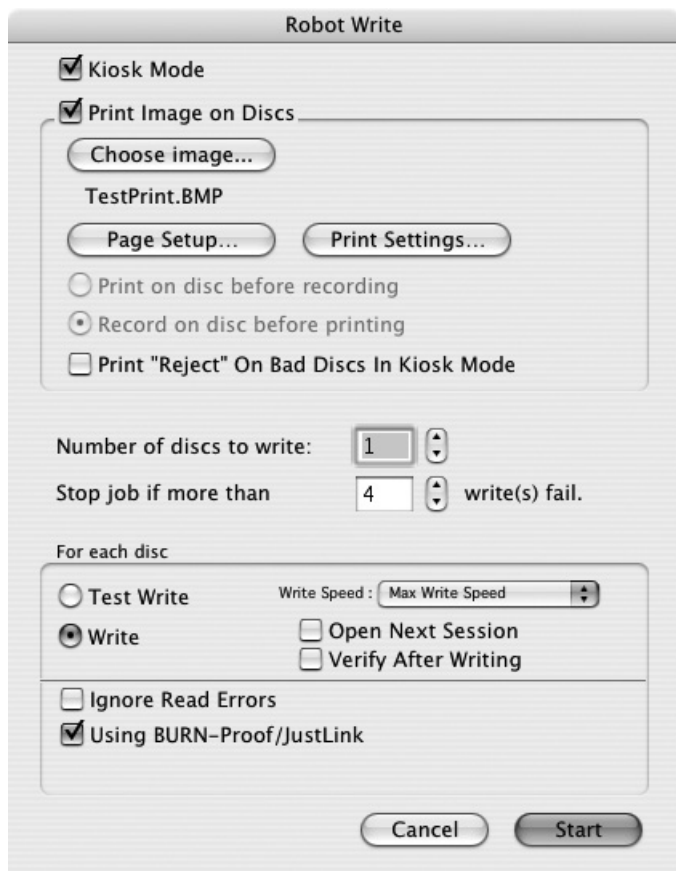 Robot Write
Kiosk Mode
Print Image on Discs
Choose image...
TestPrint.BMP
Page Setup... Print Settings...
Print on disc before recording
Record on disc before printing
Print "Reject" On Bad Discs In Kiosk Mode
Number of discs to write: 1
Stop job if more than 4 write(s) fail.
For each disc
Test Write Write Speed : Max Write Speed
Write Open Next Session
Verify After Writing
Ignore Read Errors
Using BURN-Proof/JustLink
Cancel Start